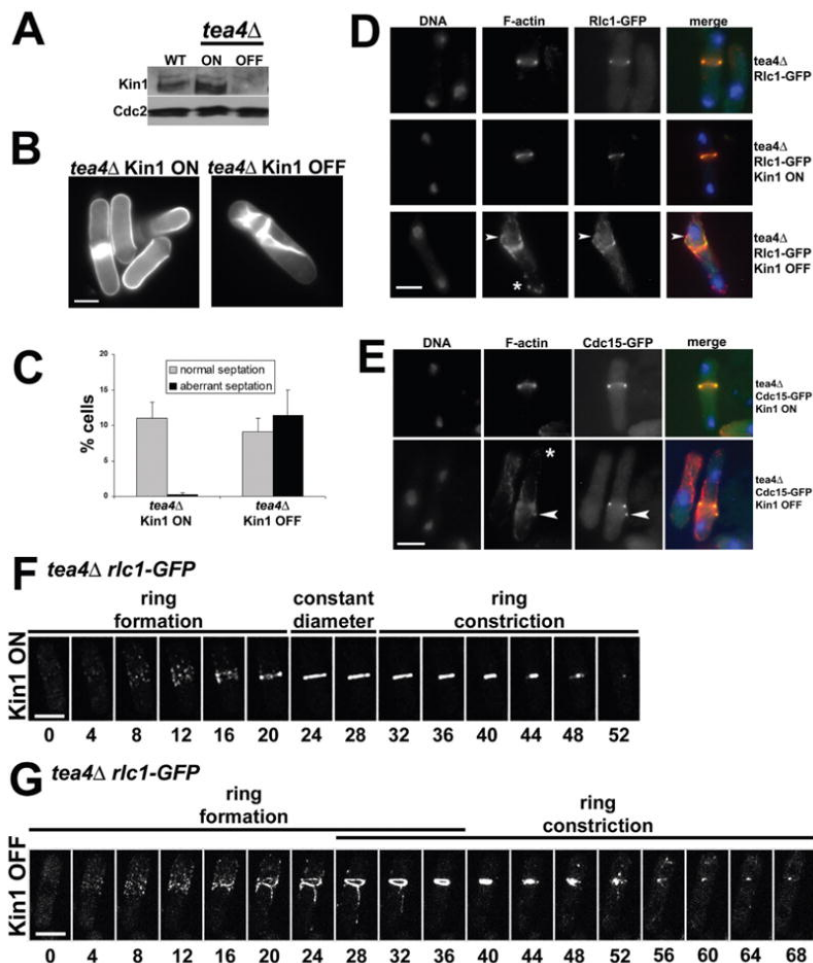 A
tea4Δ
WT ON OFF
Kin1
Cdc2
B
tea4Δ Kin1 ON tea4Δ Kin1 OFF
C
% cells
20
15
10
5
0
normal septation
aberrant septation
tea4Δ
Kin1 ON
tea4Δ
Kin1 OFF
D
DNA F-actin Rlc1-GFP merge
tea4Δ
Rlc1-GFP
tea4Δ
Rlc1-GFP
Kin1 ON
tea4Δ
Rlc1-GFP
Kin1 OFF
*
E
DNA F-actin Cdc15-GFP merge
tea4Δ
Cdc15-GFP
Kin1 ON
*
tea4Δ
Cdc15-GFP
Kin1 OFF
F tea4Δ rlc1-GFP
ring formation
constant diameter
ring constriction
Kin1 ON
0 4 8 12 16 20 24 28 32 36 40 44 48 52
G tea4Δ rlc1-GFP
ring formation
ring constriction
Kin1 OFF
0 4 8 12 16 20 24 28 32 36 40 44 48 52 56 60 64 68